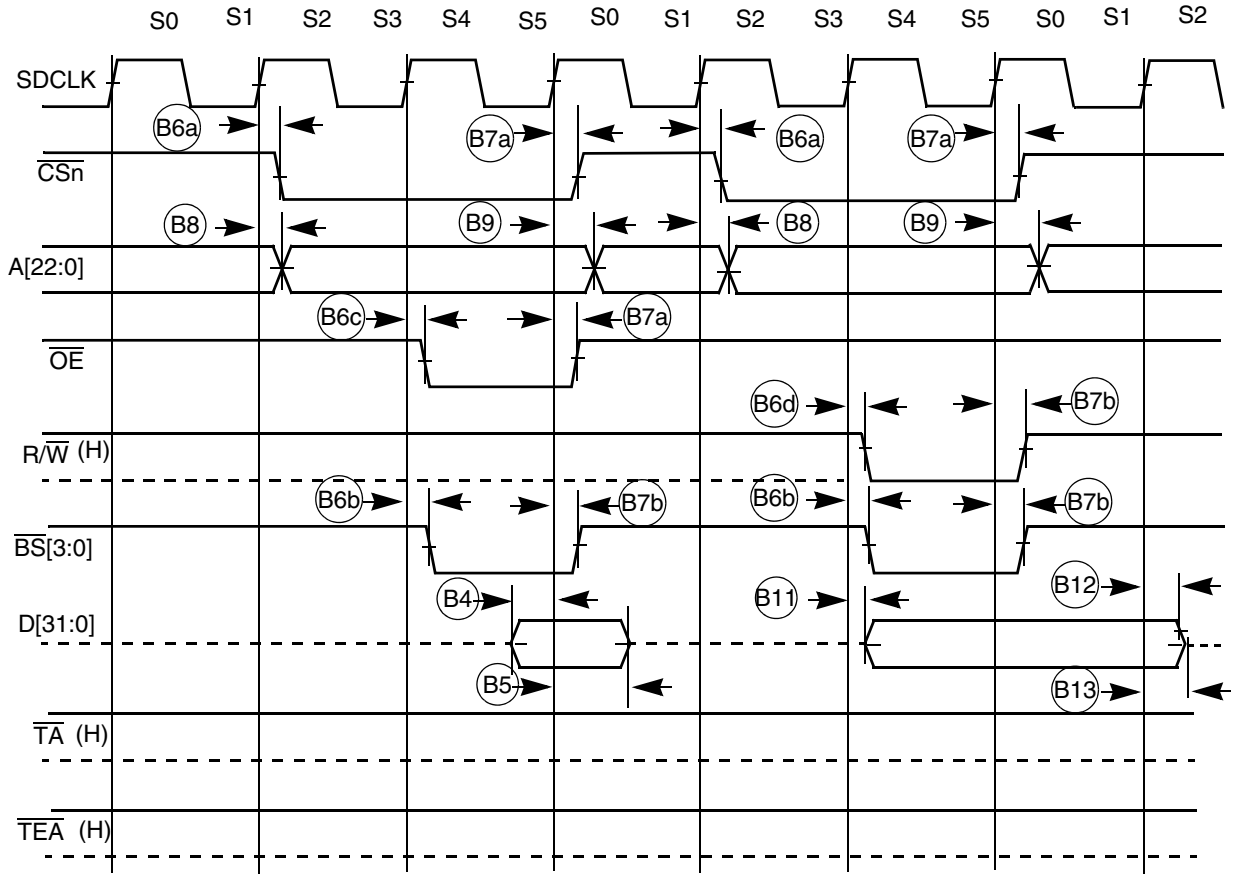 S0 S1 S2 S3 S4 S5 S0 S1 S2 S3 S4 S5 S0 S1 S2
SDCLK
B6a B7a B6a B7a
CSn
B8 B9 B8 B9
A[22:0]
B6c B7a
OE
B6d B7b
R/W (H)
B6b B7b B6b B7b
BS[3:0]
B4 B11 B12
D[31:0]
B5 B13
TA (H)
TEA (H)